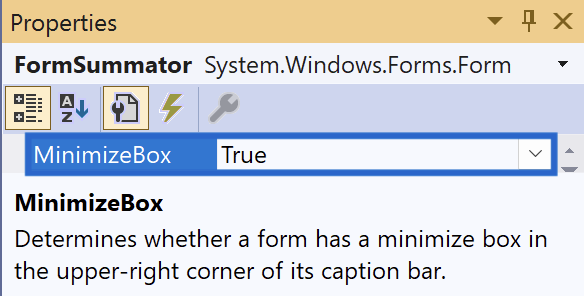 Properties
FormSummator System.Windows.Forms.Form
A Z
MinimizeBox True
MinimizeBox
Determines whether a form has a minimize box in
the upper-right corner of its caption bar.